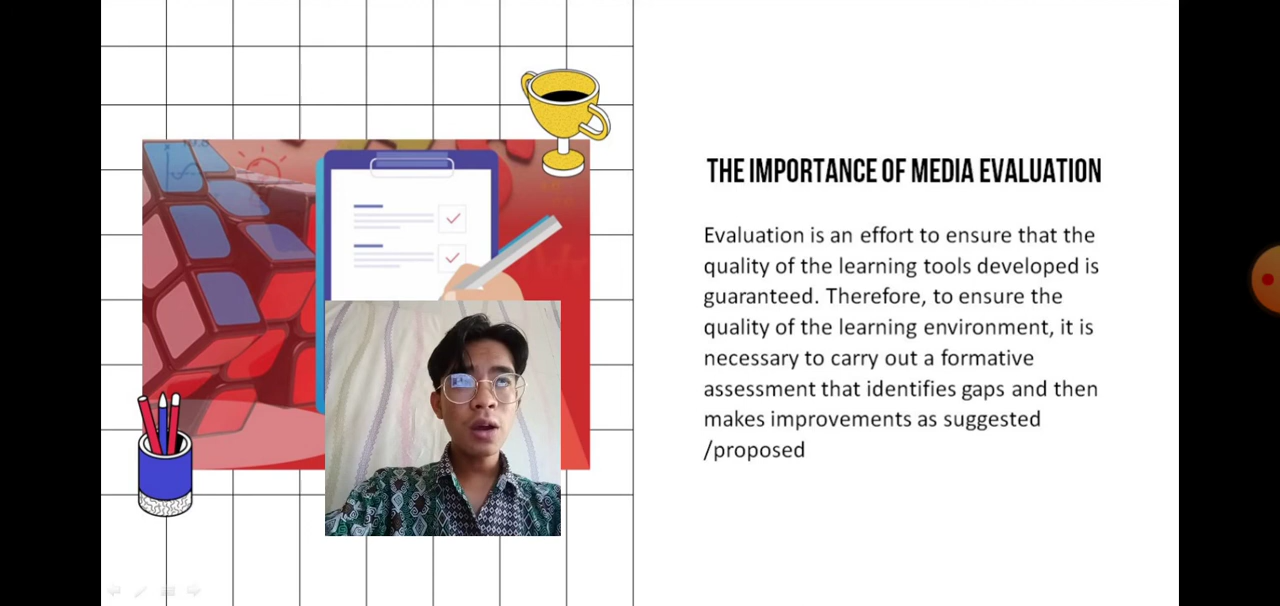 THE IMPORTANCE OF MEDIA EVALUATION
Evaluation is an effort to ensure that the
quality of the learning tools developed is
guaranteed. Therefore, to ensure the
quality of the learning environment, it is
necessary to carry out a formative
assessment that identifies gaps and then
makes improvements as suggested
/proposed